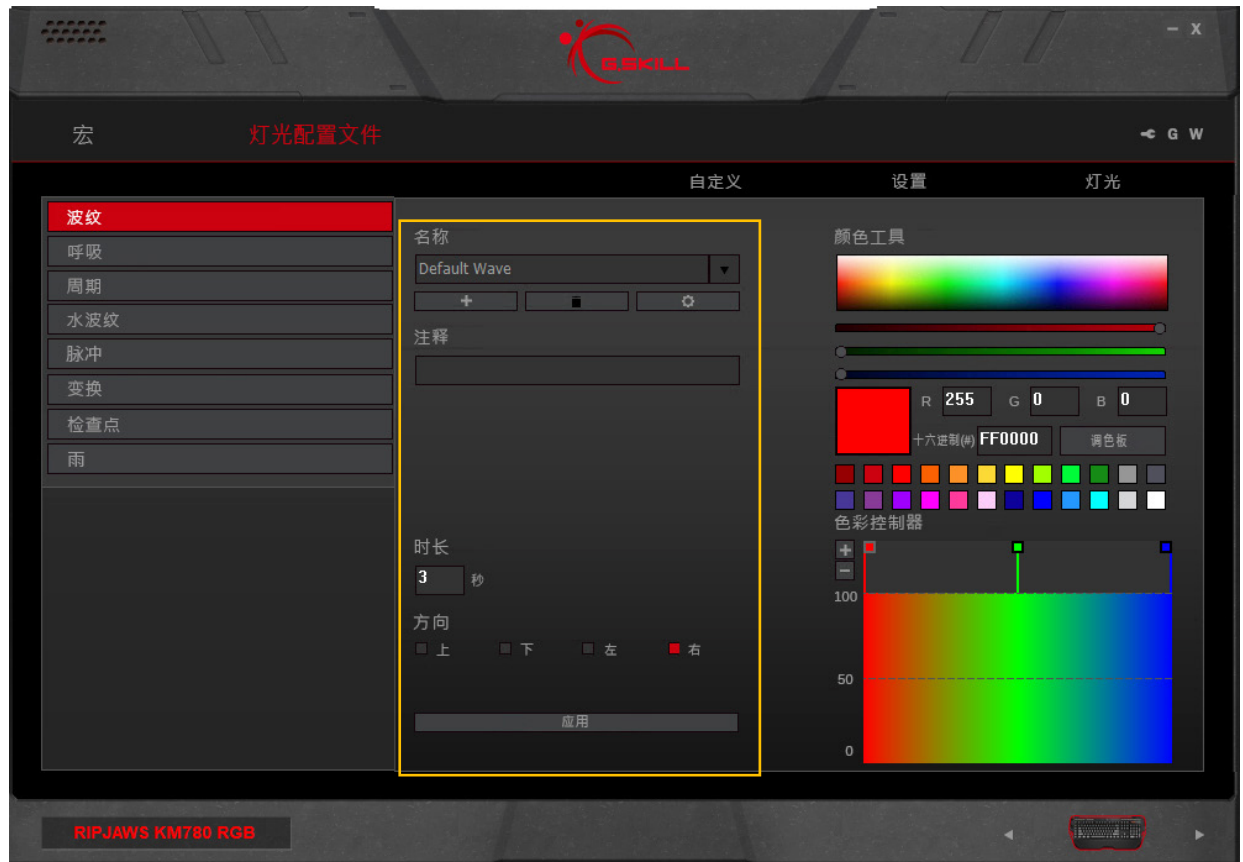 G.SKILL
- X
宏 灯光配置文件 G W
自定义 设置 灯光
波纹
呼吸
周期
水波纹
脉冲
变换
检查点
雨
名称
Default Wave
注释
时长
3 秒
方向
上 下 左 右
应用
颜色工具
R 255 G 0 B 0
十六进制(#) FF0000 调色板
色彩控制器
100
50
0
RIPJAWS KM780 RGB